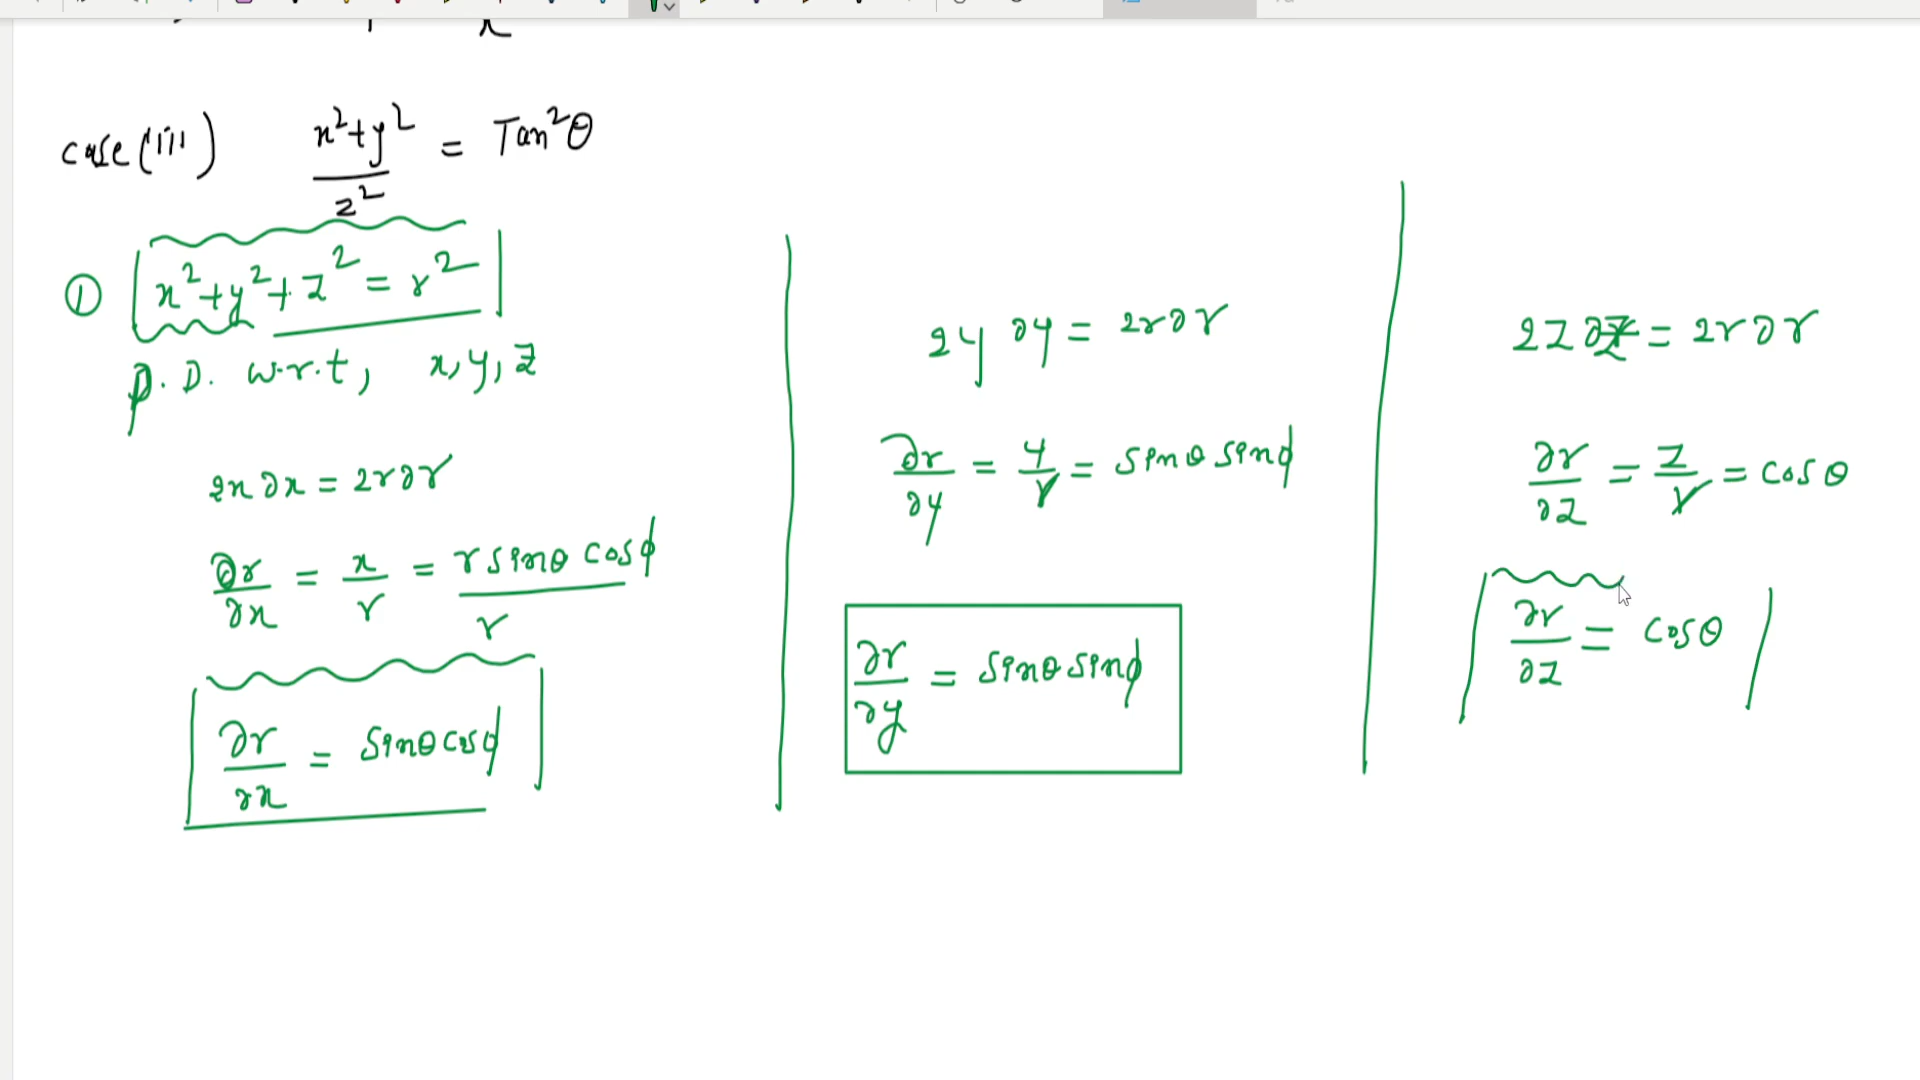 case(iii) x²+y²/z² = Tan²θ
① x²+y²+z² = r²
P.D. w.r.t, x, y, z
2x ∂x = 2r∂r
∂r/∂x = x/r = r sinθ cosϕ/r
∂r/∂x = sinθ cosϕ
2y ∂y = 2r∂r
∂r/∂y = y/r = sinθ sinϕ
∂r/∂y = sinθ sinϕ
2z ∂z = 2r∂r
∂r/∂z = z/r = cosθ
∂r/∂z = cosθ